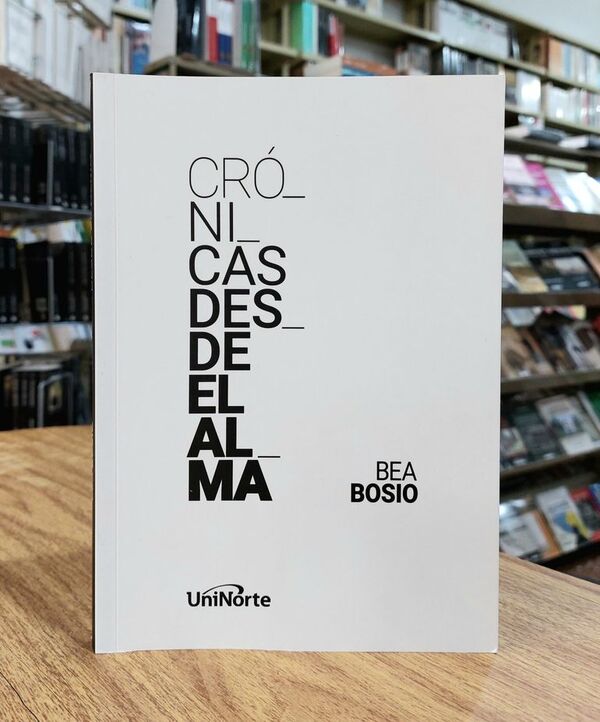 CRÓ_
NI_
CAS
DES_
DE
EL
AL_
MA
BEA
BOSIO
UniNorte